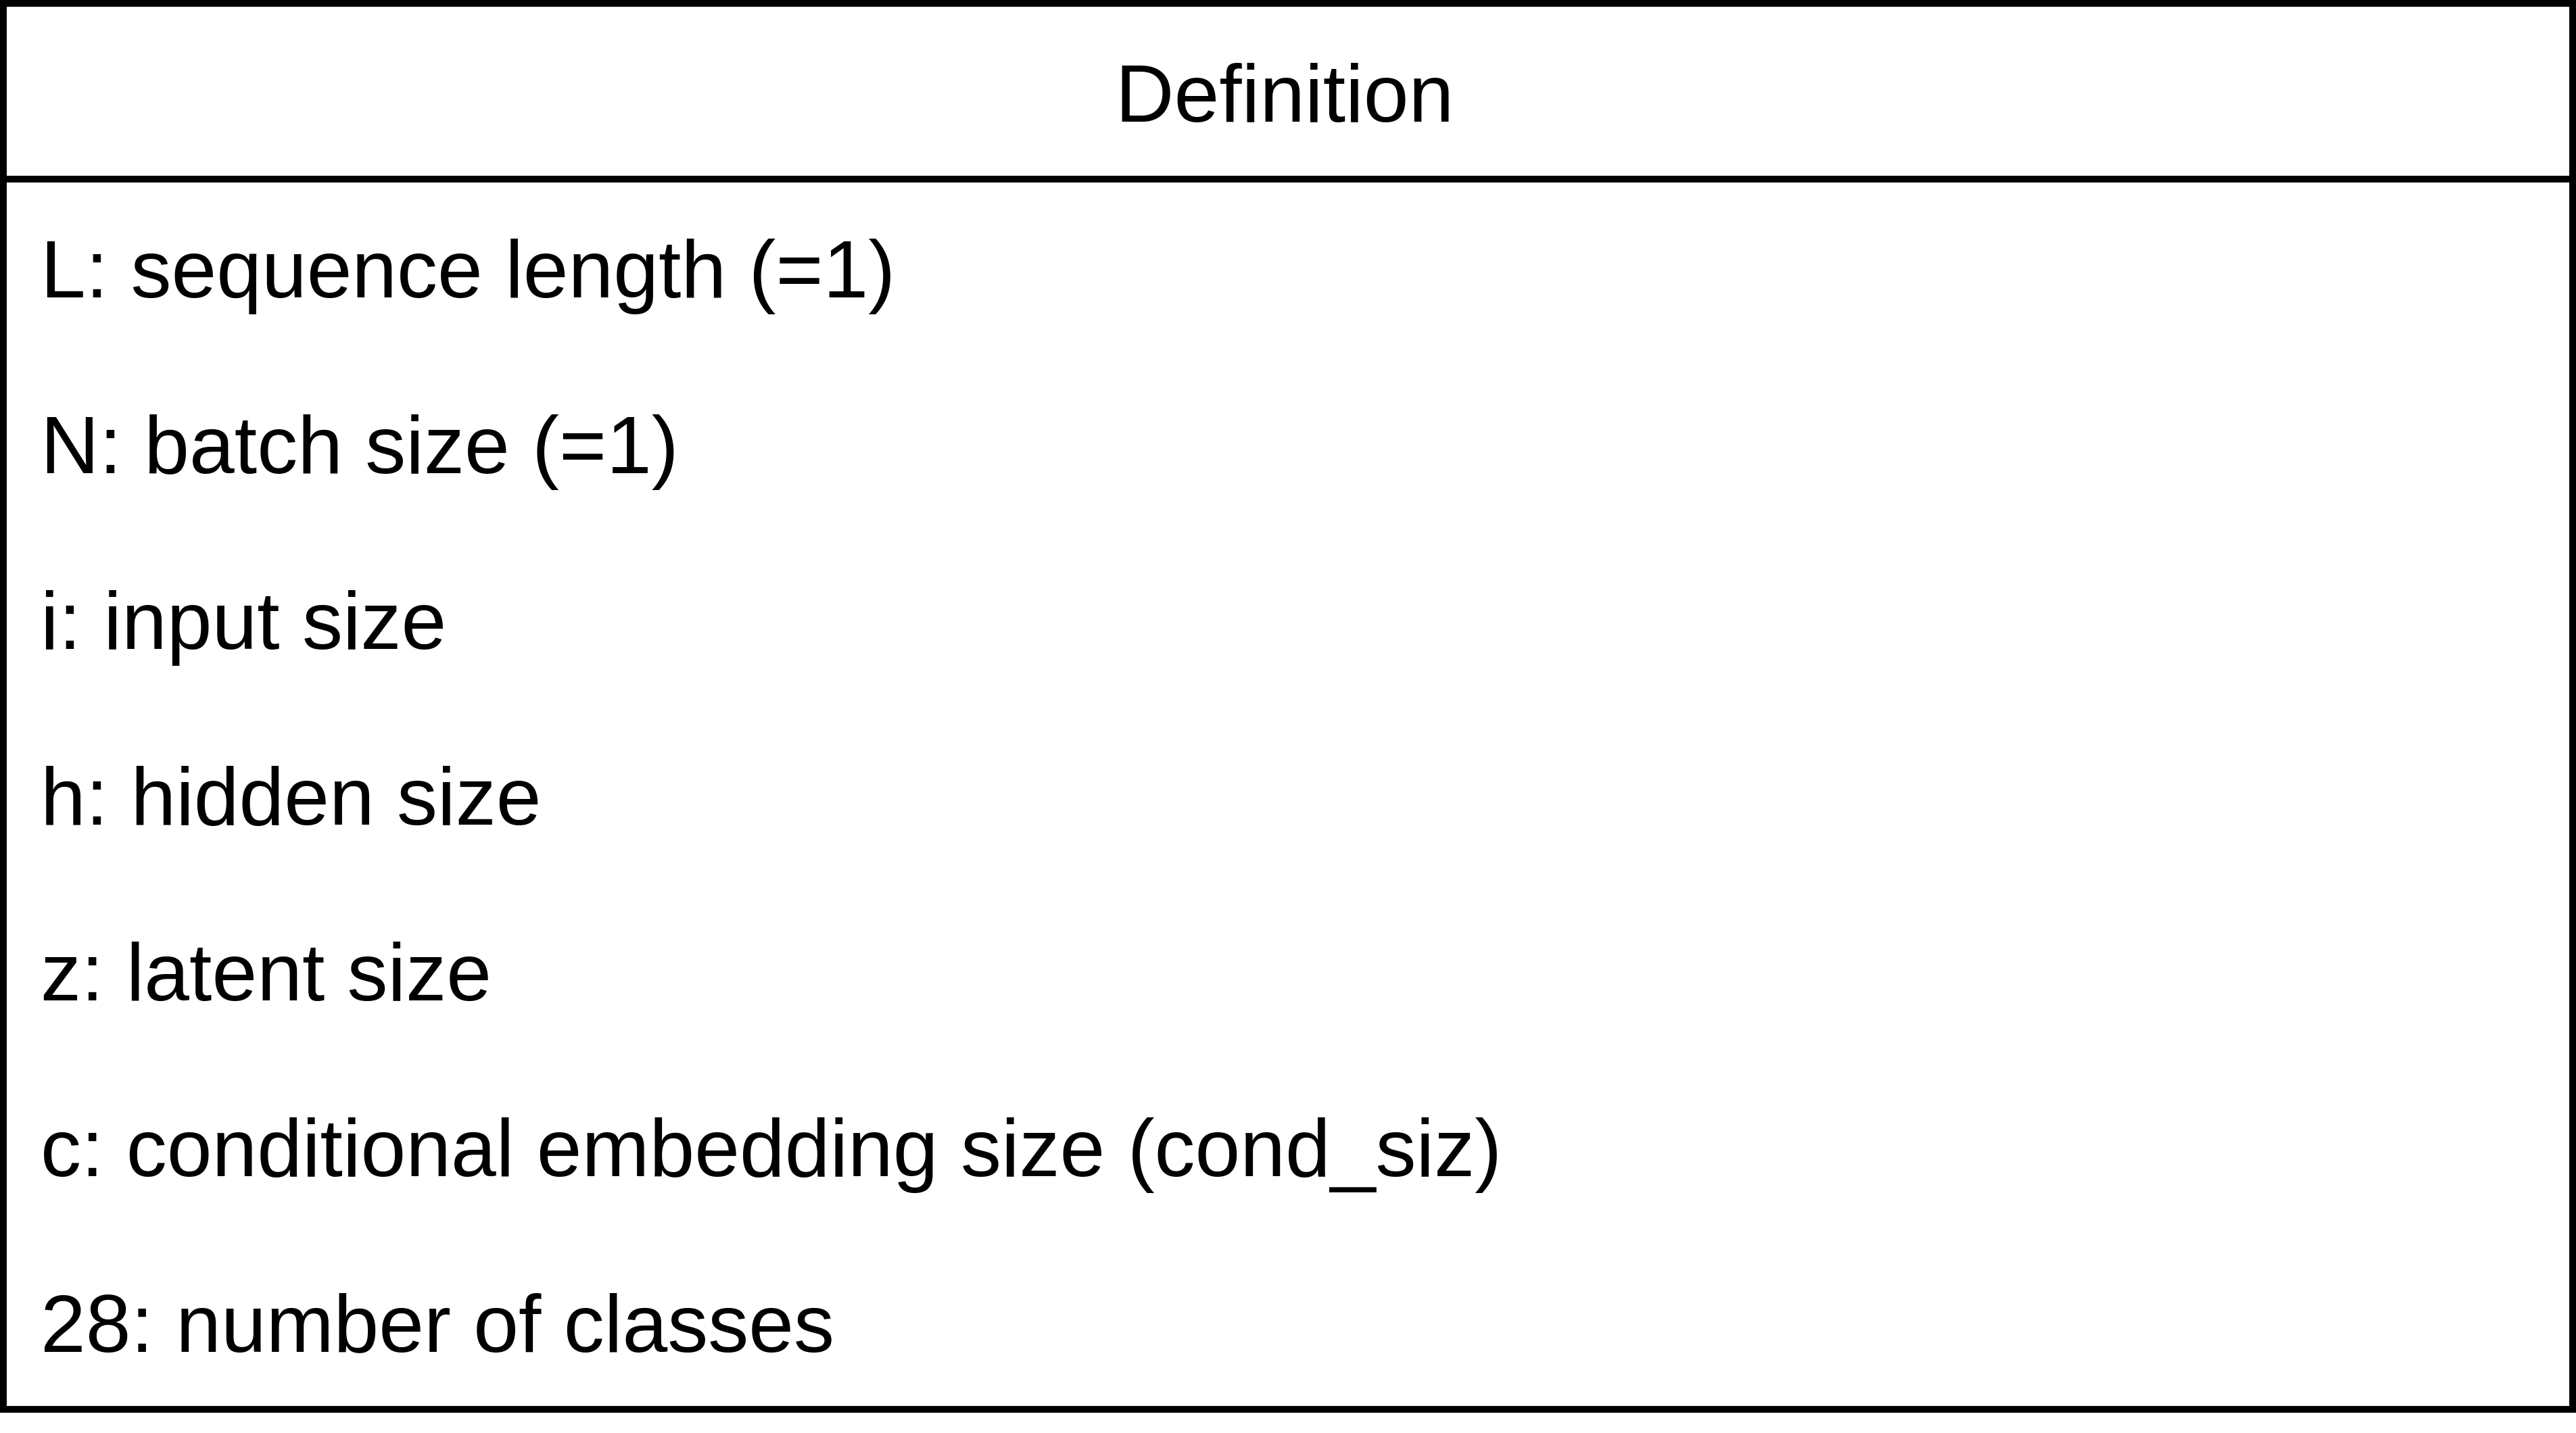 Definition
L: sequence length (=1)
N: batch size (=1)
i: input size
h: hidden size
z: latent size
c: conditional embedding size (cond_siz)
28: number of classes